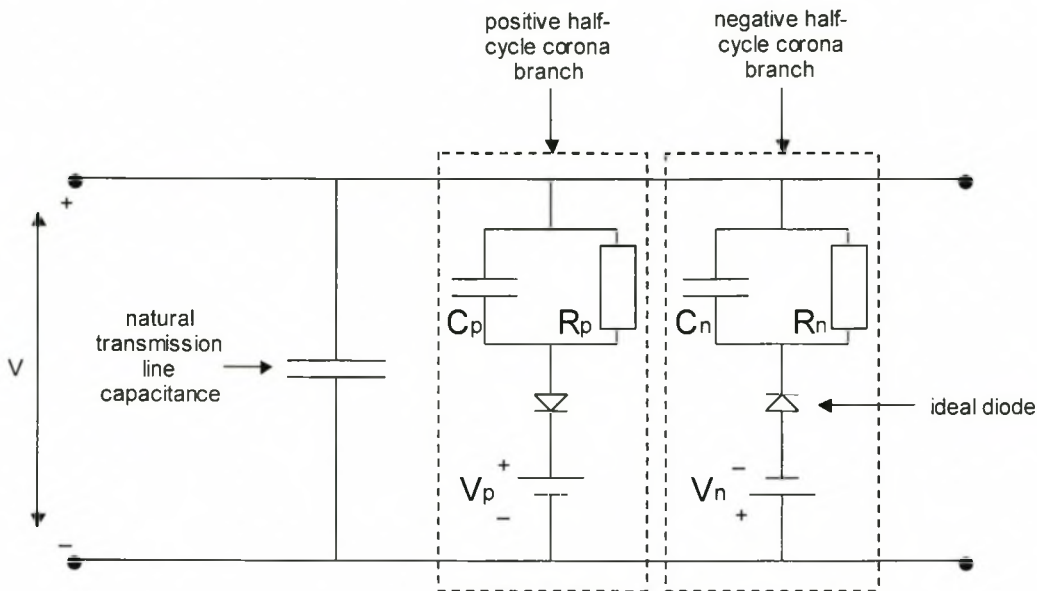 positive half-
cycle corona
branch
negative half-
cycle corona
branch
+
V
−
natural
transmission
line
capacitance
Cp
Rp
Cn
Rn
ideal diode
+
Vp
−
−
Vn
+